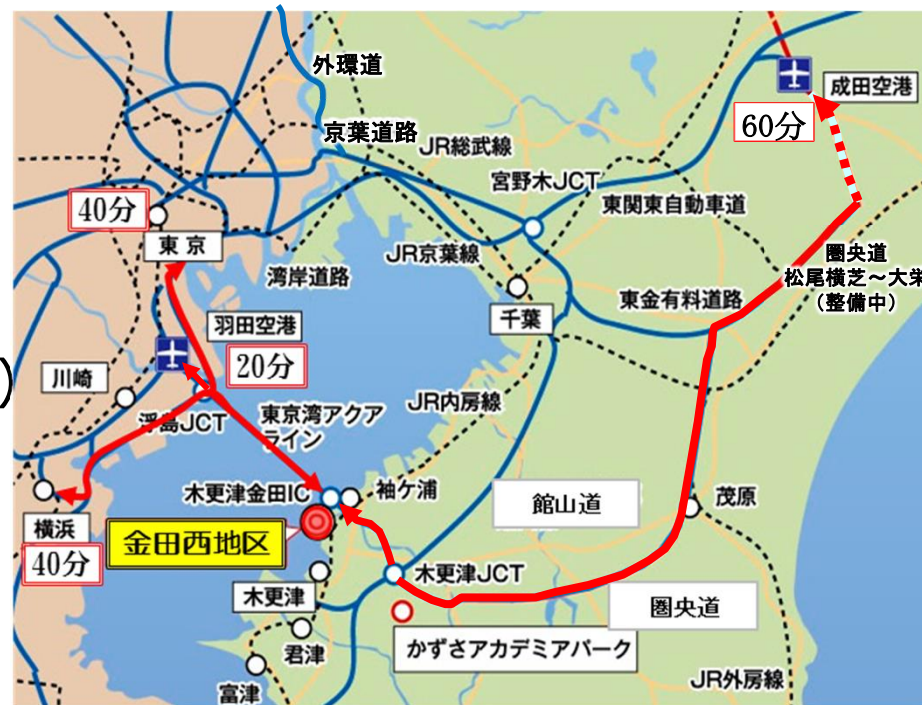 外環道
京葉道路
JR総武線
成田空港
60分
宮野木JCT
東関東自動車道
40分
東京
湾岸道路
JR京葉線
圏央道
松尾横芝～大栄
(整備中)
東金有料道路
千葉
羽田空港
20分
)
川崎
浮島JCT
東京湾アクア
ライン
JR内房線
木更津金田IC
袖ケ浦
館山道
茂原
横浜
40分
金田西地区
木更津JCT
木更津
圏央道
かずさアカデミアパーク
君津
富津
JR外房線